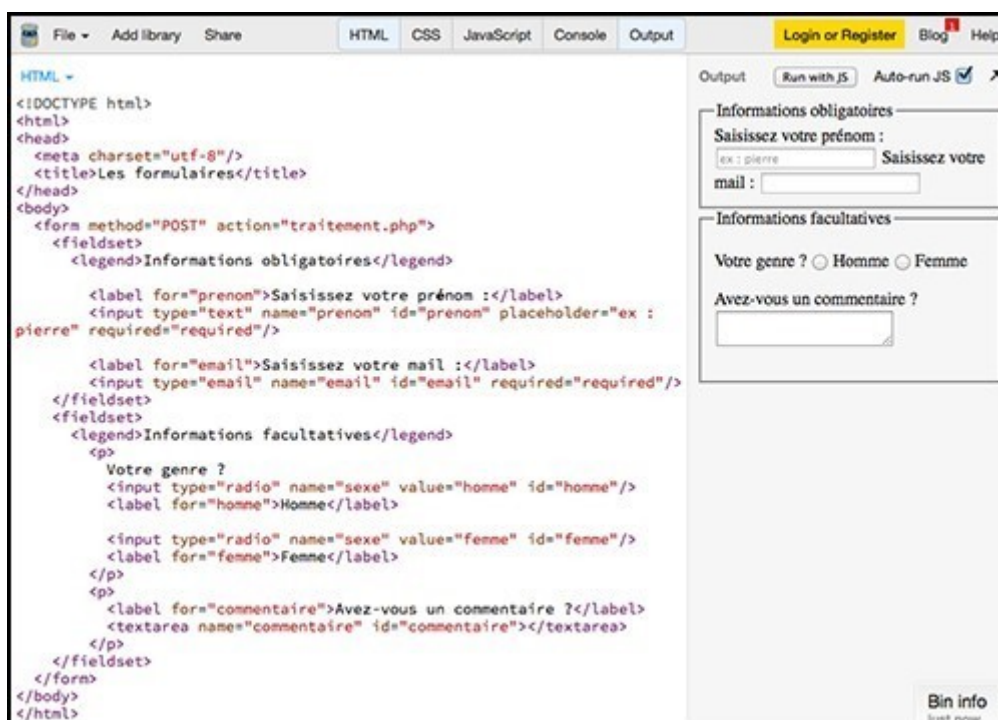 File Add library Share HTML CSS JavaScript Console Output Login or Register Blog 1 Help
HTML
<!DOCTYPE html>
<html>
<head>
<meta charset="utf-8"/>
<title>Les formulaires</title>
</head>
<body>
<form method="POST" action="traitement.php">
<fieldset>
<legend>Informations obligatoires</legend>
<label for="prenom">Saisissez votre prénom :</label>
<input type="text" name="prenom" id="prenom" placeholder="ex :
pierre" required="required"/>
<label for="email">Saisissez votre mail :</label>
<input type="email" name="email" id="email" required="required"/>
</fieldset>
<fieldset>
<legend>Informations facultatives</legend>
<p>
Votre genre ?
<input type="radio" name="sexe" value="homme" id="homme"/>
<label for="homme">Homme</label>
<input type="radio" name="sexe" value="femme" id="femme"/>
<label for="femme">Femme</label>
</p>
<p>
<label for="commentaire">Avez-vous un commentaire ?</label>
<textarea name="commentaire" id="commentaire"></textarea>
</p>
</fieldset>
</form>
</body>
</html>
Output Run with JS Auto-run JS
Informations obligatoires
Saisissez votre prénom :
ex : pierre Saisissez votre
mail :
Informations facultatives
Votre genre ? Homme Femme
Avez-vous un commentaire ?
Bin info
just now